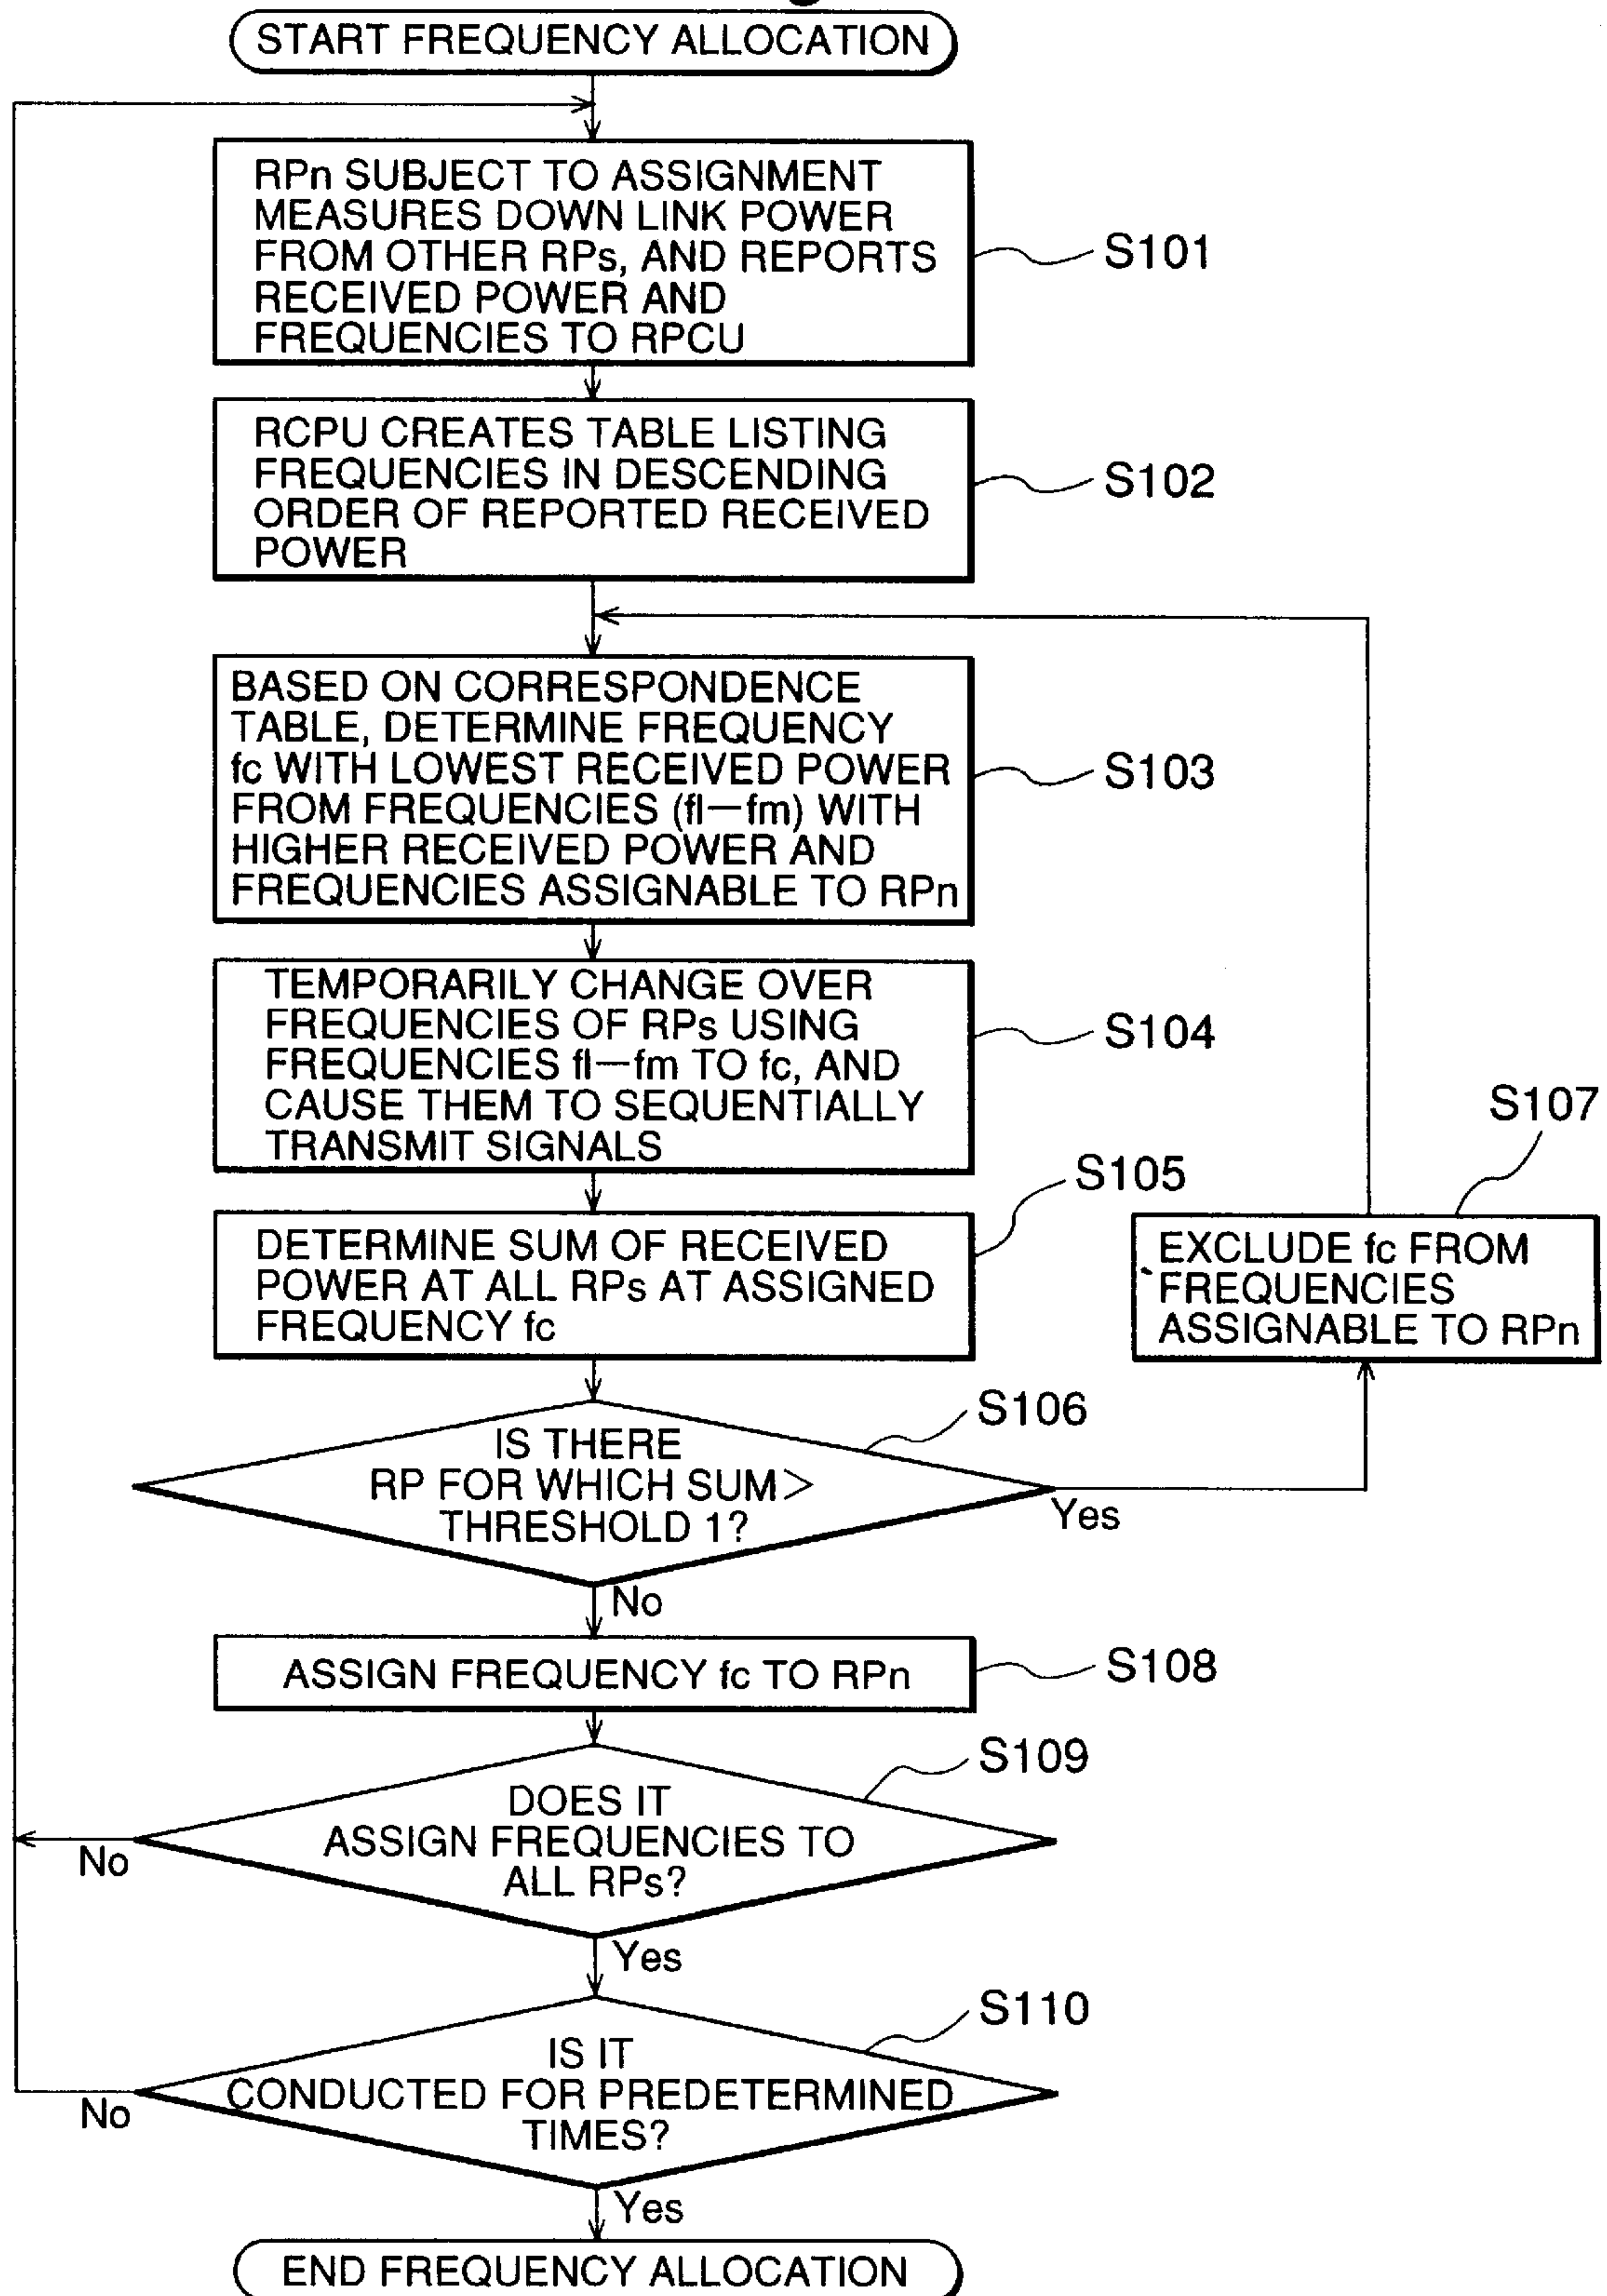 START FREQUENCY ALLOCATION
RPn SUBJECT TO ASSIGNMENT
MEASURES DOWN LINK POWER
FROM OTHER RPs, AND REPORTS
RECEIVED POWER AND
FREQUENCIES TO RPCU
S101
RCPU CREATES TABLE LISTING
FREQUENCIES IN DESCENDING
ORDER OF REPORTED RECEIVED
POWER
S102
BASED ON CORRESPONDENCE
TABLE, DETERMINE FREQUENCY
fc WITH LOWEST RECEIVED POWER
FROM FREQUENCIES (fl—fm) WITH
HIGHER RECEIVED POWER AND
FREQUENCIES ASSIGNABLE TO RPn
S103
TEMPORARILY CHANGE OVER
FREQUENCIES OF RPs USING
FREQUENCIES fl—fm TO fc, AND
CAUSE THEM TO SEQUENTIALLY
TRANSMIT SIGNALS
S104
DETERMINE SUM OF RECEIVED
POWER AT ALL RPs AT ASSIGNED
FREQUENCY fc
S105
S107
EXCLUDE fc FROM
FREQUENCIES
ASSIGNABLE TO RPn
IS THERE
RP FOR WHICH SUM>
THRESHOLD 1?
S106
Yes
No
ASSIGN FREQUENCY fc TO RPn
S108
DOES IT
ASSIGN FREQUENCIES TO
ALL RPs?
S109
No
Yes
IS IT
CONDUCTED FOR PREDETERMINED
TIMES?
S110
No
Yes
END FREQUENCY ALLOCATION